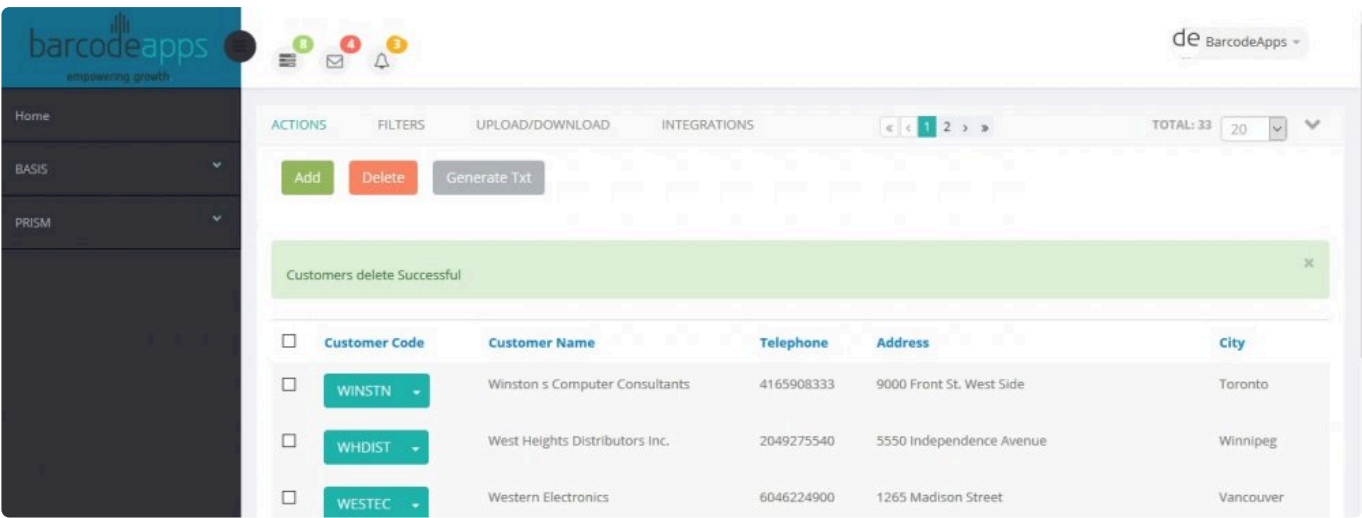 barcodeapps
empowering growth
8 4 3
de BarcodeApps
Home
BASIS
PRISM
ACTIONS FILTERS UPLOAD/DOWNLOAD INTEGRATIONS « ‹ 1 2 › » TOTAL: 33 20
Add Delete Generate Txt
Customers delete Successful ×
Customer Code Customer Name Telephone Address City
WINSTN Winston s Computer Consultants 4165908333 9000 Front St. West Side Toronto
WHDIST West Heights Distributors Inc. 2049275540 5550 Independence Avenue Winnipeg
WESTEC Western Electronics 6046224900 1265 Madison Street Vancouver